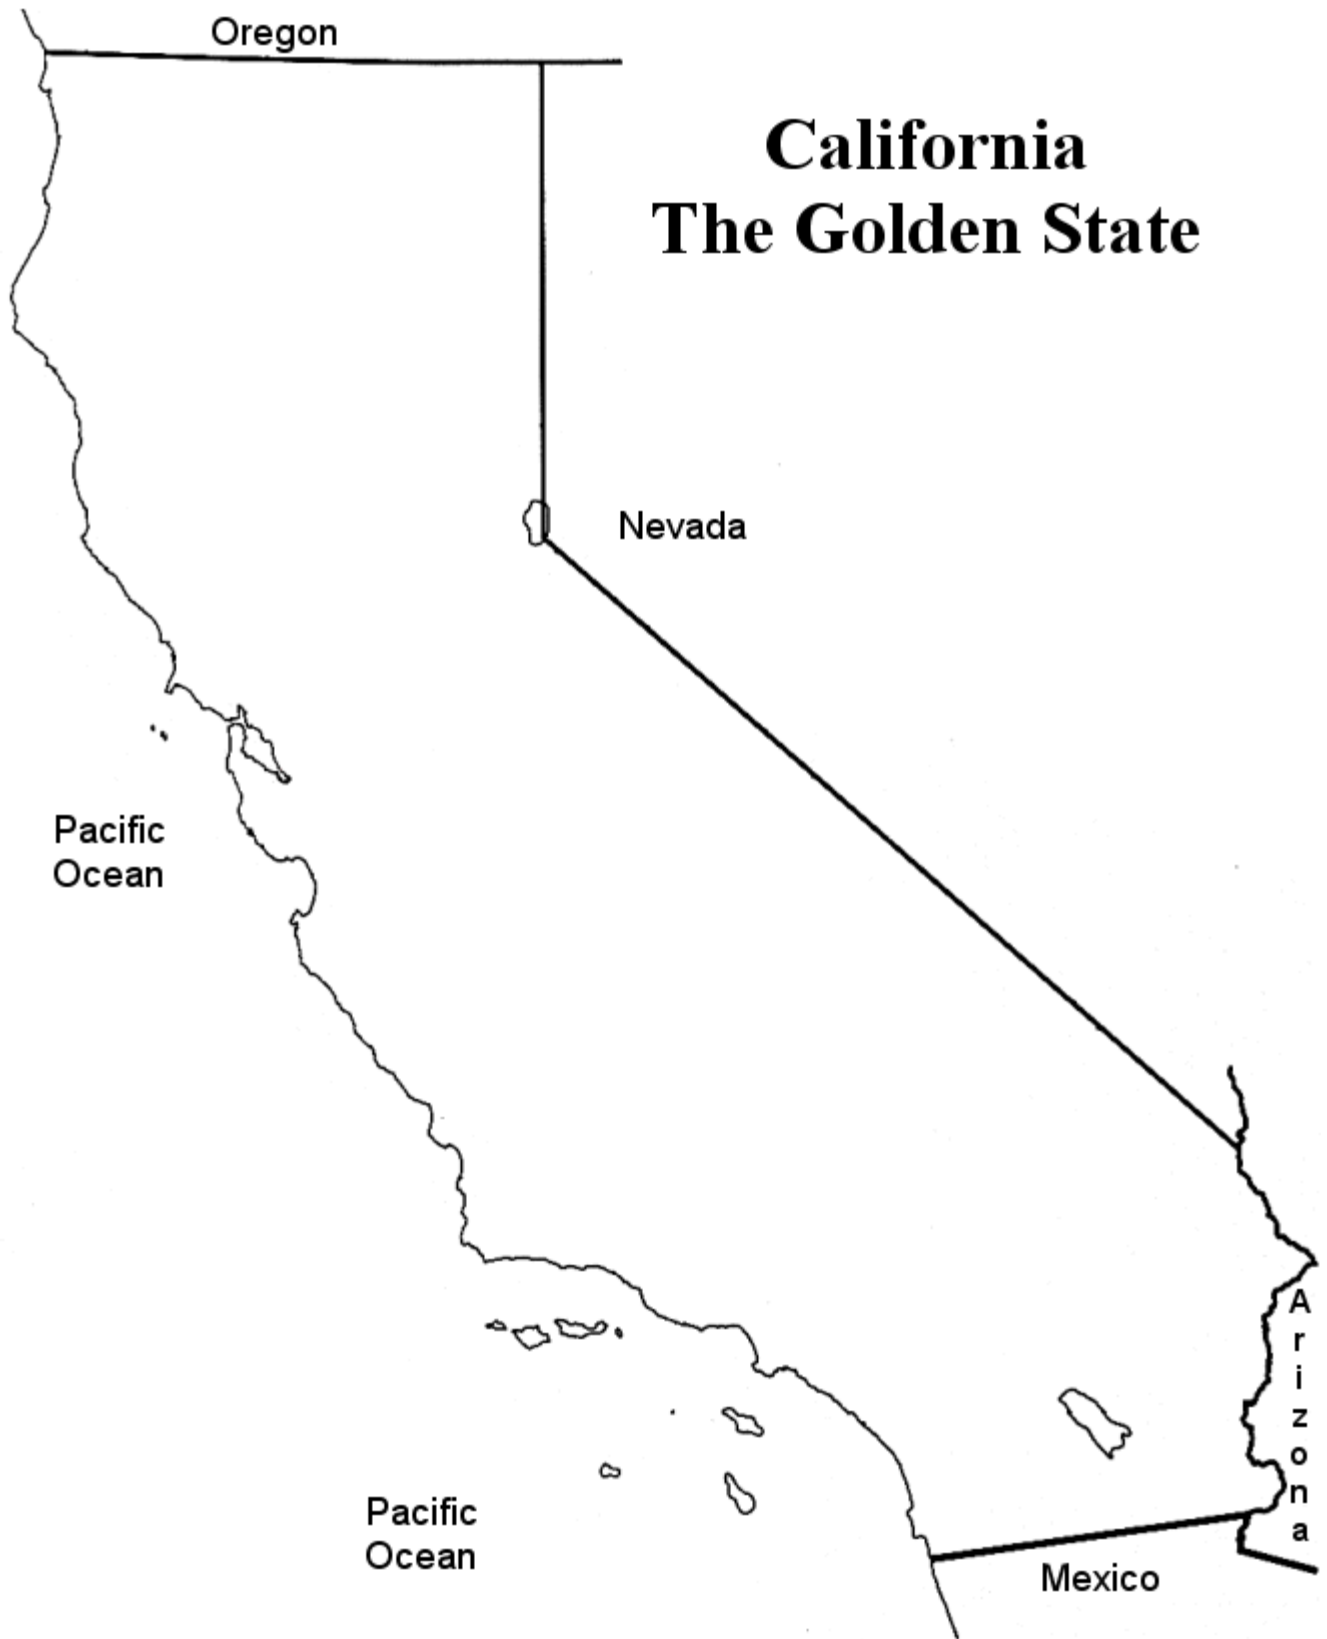 Oregon
California
The Golden State
Nevada
Pacific
Ocean
A
r
i
z
o
n
a
Pacific
Ocean
Mexico